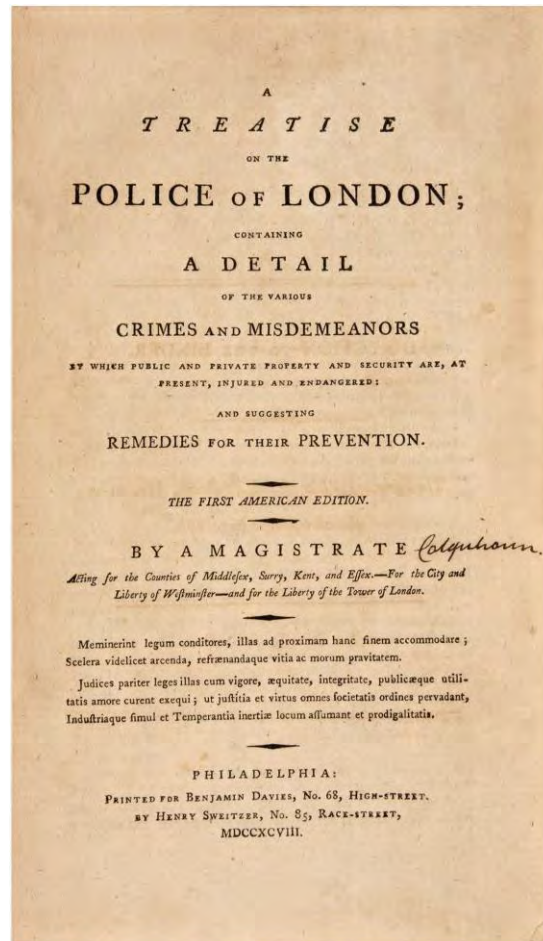 A
TREATISE
ON THE
POLICE OF LONDON;
CONTAINING
A DETAIL
OF THE VARIOUS
CRIMES AND MISDEMEANORS
BY WHICH PUBLIC AND PRIVATE PROPERTY AND SECURITY ARE, AT
PRESENT, INJURED AND ENDANGERED:
AND SUGGESTING
REMEDIES FOR THEIR PREVENTION.
THE FIRST AMERICAN EDITION.
BY A MAGISTRATE Colquhoun.
Acting for the Counties of Middleſex, Surry, Kent, and Eſſex.—For the City and
Liberty of Weſtminſter—and for the Liberty of the Tower of London.
Meminerint legum conditores, illas ad proximam hanc finem accommodare;
Scelera videlicet arcenda, refrænandaque vitia ac morum pravitatem.
Judices pariter leges illas cum vigore, æquitate, integritate, publicæque utili-
tatis amore curent exequi; ut juſtitia et virtus omnes ſocietatis ordines pervadant,
Induſtriaque ſimul et Temperantia inertiæ locum aſſumant et prodigalitatis.
PHILADELPHIA:
PRINTED FOR BENJAMIN DAVIES, No. 68, HIGH-STREET.
BY HENRY SWEITZER, No. 85, RACE-STREET,
MDCCXCVIII.